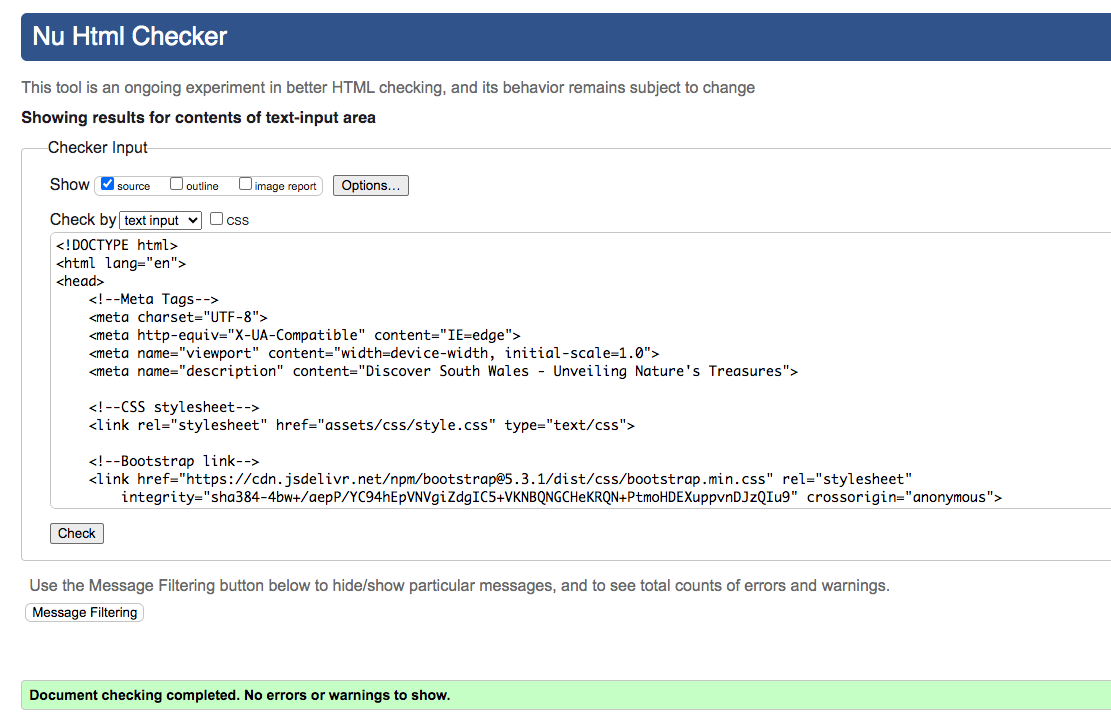 Nu Html Checker
This tool is an ongoing experiment in better HTML checking, and its behavior remains subject to change
Showing results for contents of text-input area
Checker Input
Show source outline image report Options...
Check by text input CSS
<!DOCTYPE html>
<html lang="en">
<head>
    <!--Meta Tags-->
    <meta charset="UTF-8">
    <meta http-equiv="X-UA-Compatible" content="IE=edge">
    <meta name="viewport" content="width=device-width, initial-scale=1.0">
    <meta name="description" content="Discover South Wales - Unveiling Nature's Treasures">
    <!--CSS stylesheet-->
    <link rel="stylesheet" href="assets/css/style.css" type="text/css">
    <!--Bootstrap link-->
    <link href="https://cdn.jsdelivr.net/npm/bootstrap@5.3.1/dist/css/bootstrap.min.css" rel="stylesheet"
        integrity="sha384-4bw+/aepP/YC94hEpVNVgiZdgIC5+VKNBQNGCHeKRQN+PtmoHDEXuppvnDJzQIu9" crossorigin="anonymous">
Check
Use the Message Filtering button below to hide/show particular messages, and to see total counts of errors and warnings.
Message Filtering
Document checking completed. No errors or warnings to show.